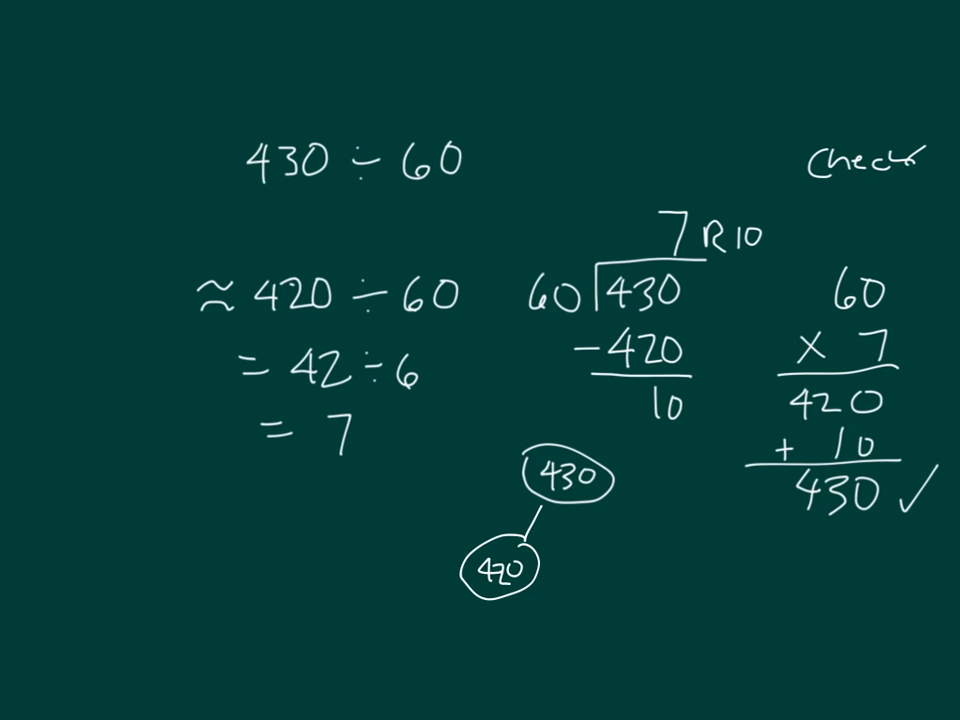 430 ÷ 60
≈ 420 ÷ 60
= 42 ÷ 6
= 7
7 R10
60 430
- 420
10
430
420
Check
60
x 7
420
+ 10
430 ✓